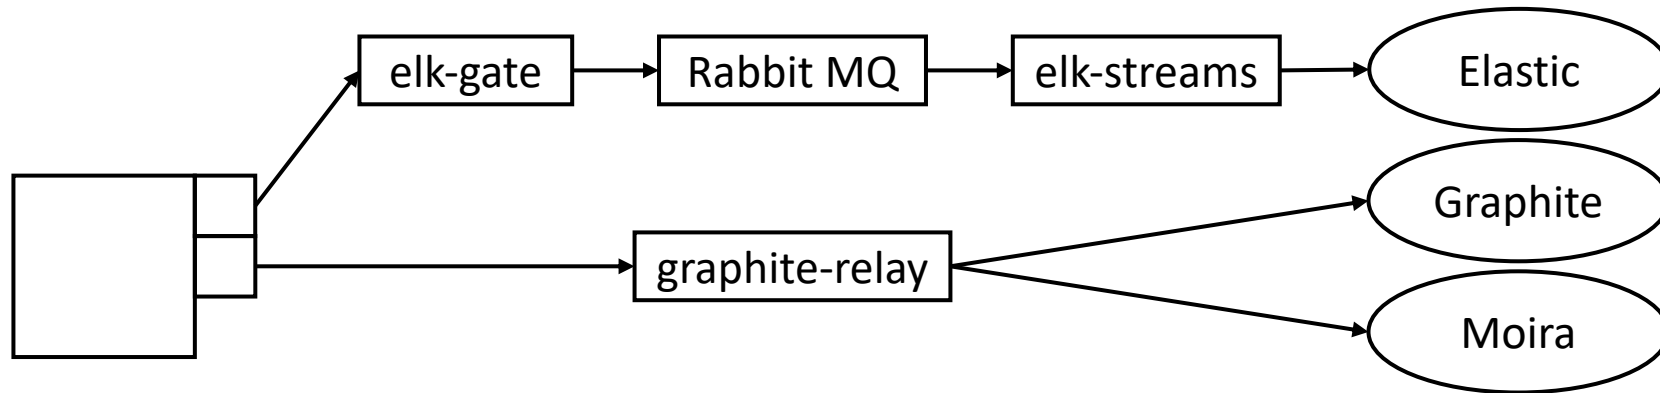 elk-gate
Rabbit MQ
elk-streams
Elastic
Graphite
graphite-relay
Moira